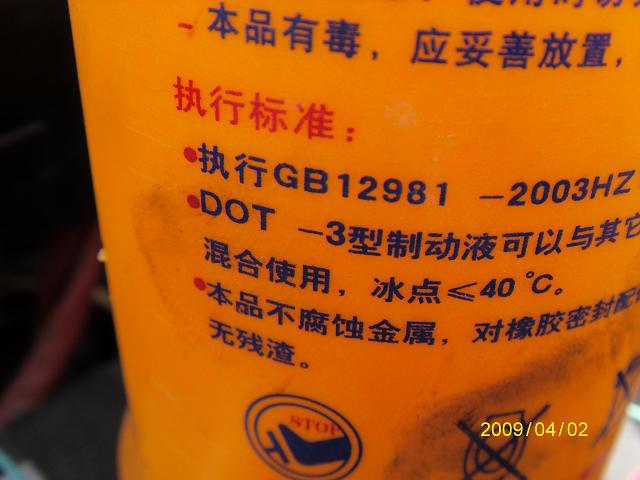 本品有毒，应妥善放置，
执行标准：
●执行GB12981 －2003HZ
●DOT －3型制动液可以与其它
混合使用，冰点≤40℃。
●本品不腐蚀金属，对橡胶密封配
无残渣。
STOP
2009/04/02